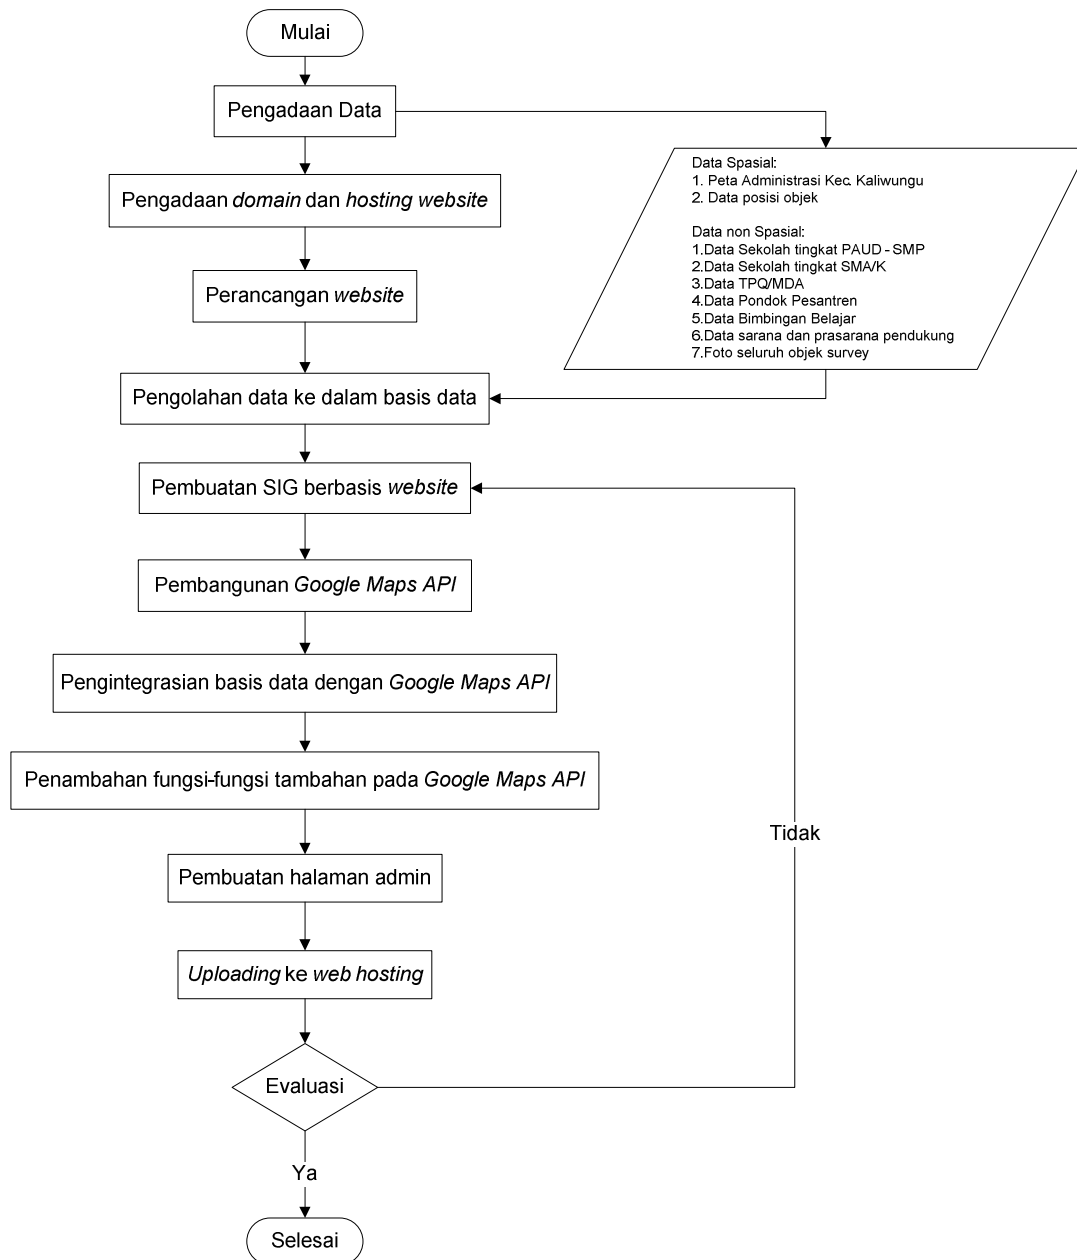 Mulai
Pengadaan Data
Data Spasial:
1. Peta Administrasi Kec. Kaliwungu
2. Data posisi objek
Data non Spasial:
1.Data Sekolah tingkat PAUD - SMP
2.Data Sekolah tingkat SMA/K
3.Data TPQ/MDA
4.Data Pondok Pesantren
5.Data Bimbingan Belajar
6.Data sarana dan prasarana pendukung
7.Foto seluruh objek survey
Pengadaan domain dan hosting website
Perancangan website
Pengolahan data ke dalam basis data
Pembuatan SIG berbasis website
Pembangunan Google Maps API
Pengintegrasian basis data dengan Google Maps API
Penambahan fungsi-fungsi tambahan pada Google Maps API
Tidak
Pembuatan halaman admin
Uploading ke web hosting
Evaluasi
Ya
Selesai